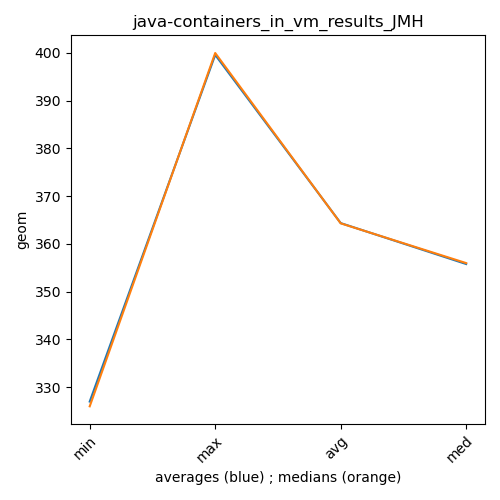 java-containers_in_vm_results_JMH
400
390
380
370
360
350
340
330
geom
min
max
avg
med
averages (blue) ; medians (orange)